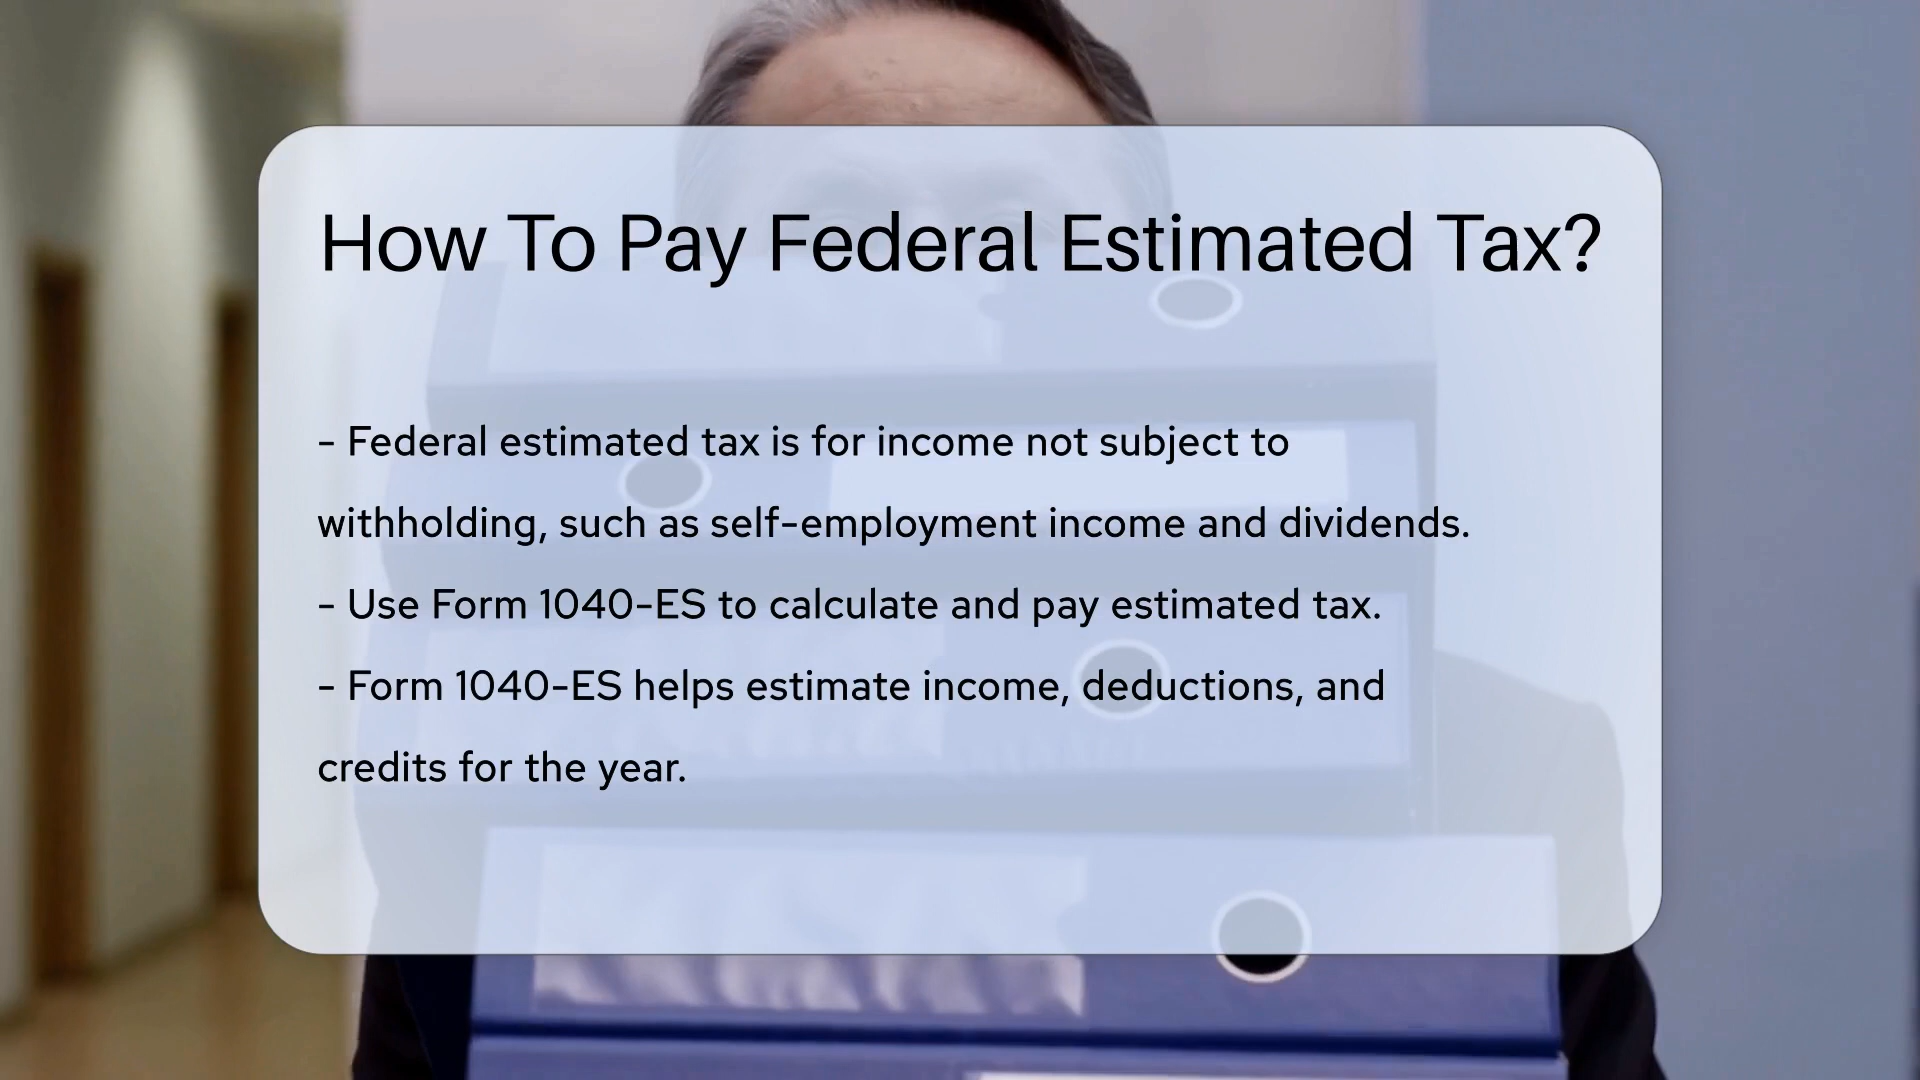 How To Pay Federal Estimated Tax?
- Federal estimated tax is for income not subject to
withholding, such as self-employment income and dividends.
- Use Form 1040-ES to calculate and pay estimated tax.
- Form 1040-ES helps estimate income, deductions, and
credits for the year.